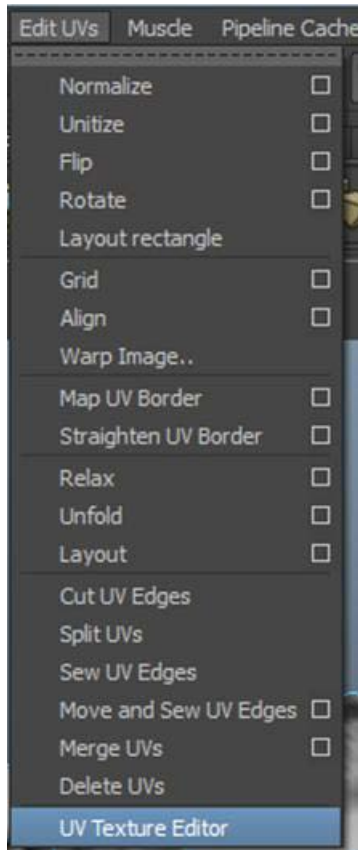 Edit UVs Muscle Pipeline Cache
Normalize
Unitize
Flip
Rotate
Layout rectangle
Grid
Align
Warp Image..
Map UV Border
Straighten UV Border
Relax
Unfold
Layout
Cut UV Edges
Split UVs
Sew UV Edges
Move and Sew UV Edges
Merge UVs
Delete UVs
UV Texture Editor